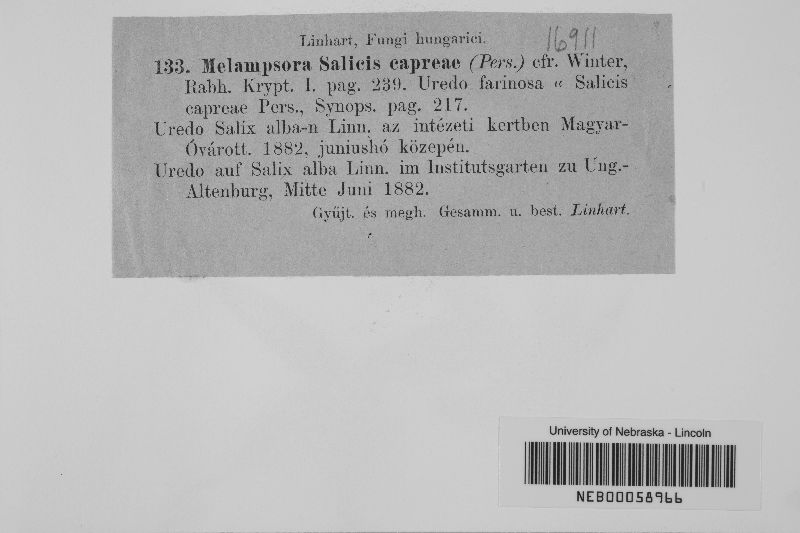 Linhart, Fungi hungarici.
16911
133. Melampsora Salicis capreae (Pers.) cfr. Winter,
Rabh. Krypt. I. pag. 239. Uredo farinosa α Salicis
capreae Pers., Synops. pag. 217.
Uredo Salix alba-n Linn. az intézeti kertben Magyar-
Óvárott. 1882, juniushó közepén.
Uredo auf Salix alba Linn. im Institutsgarten zu Ung.-
Altenburg, Mitte Juni 1882.
Gyüjt. és megh. Gesamm. u. best. Linhart.
University of Nebraska - Lincoln
NEB00058966